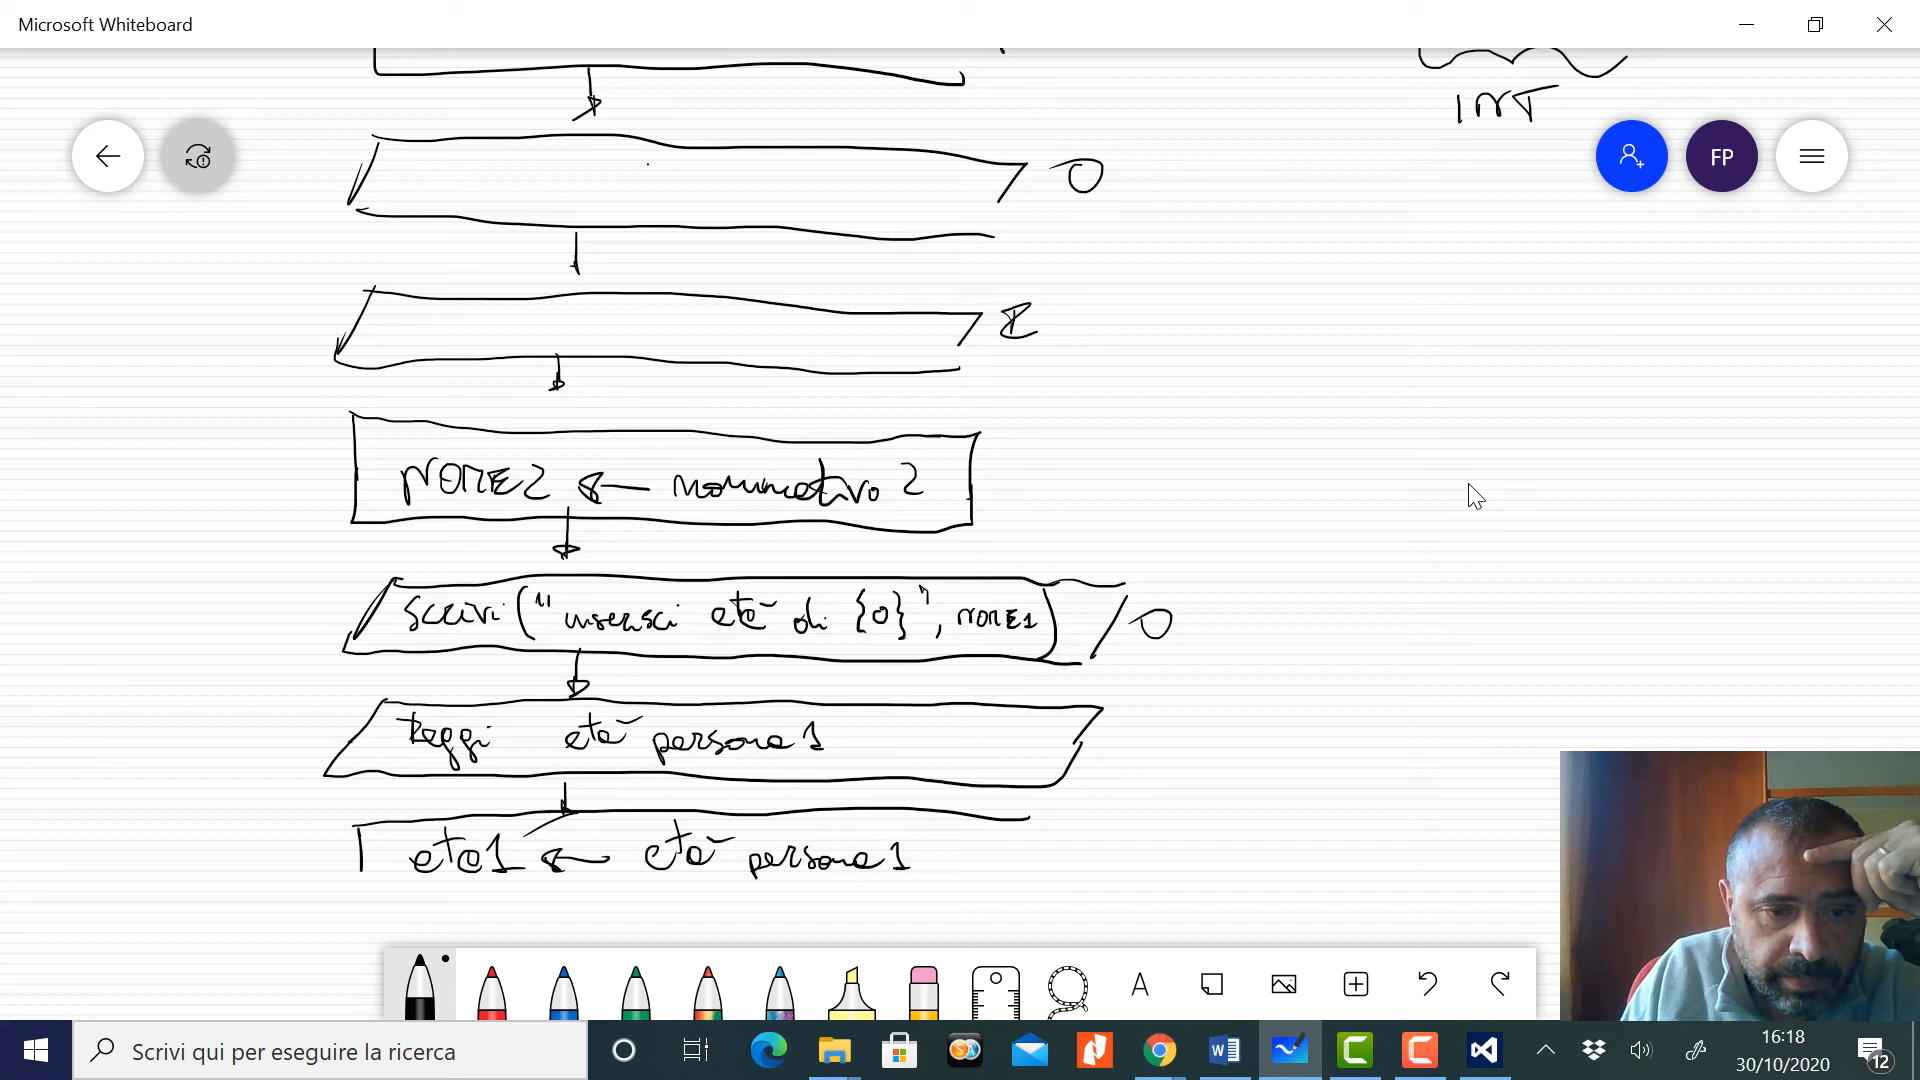 Microsoft Whiteboard
INT
FP
O
I
NOME2 ← nominativo 2
scrivi ("inserisci età di {0}", NOME1) O
leggi età persona1
eta1 ← età persona1
A
Scrivi qui per eseguire la ricerca
16:18
30/10/2020
12